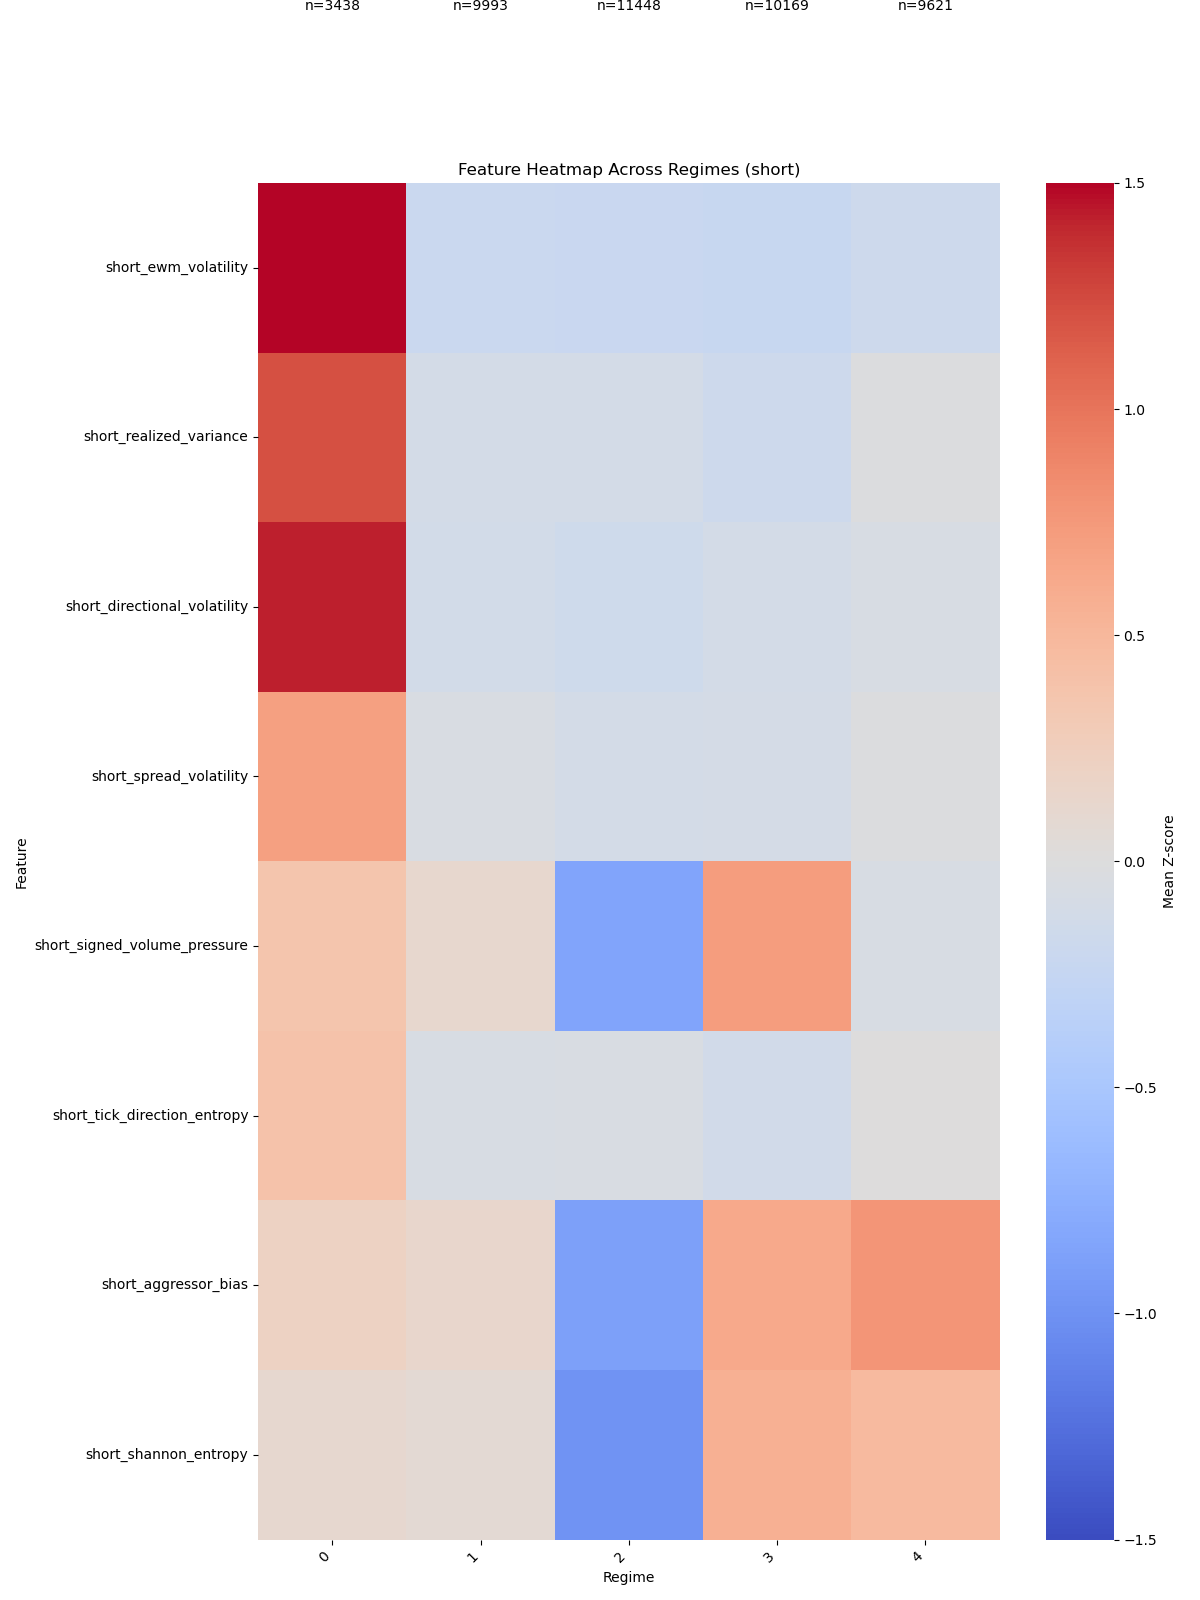 n=3438 n=9993 n=11448 n=10169 n=9621
Feature Heatmap Across Regimes (short)
short_ewm_volatility
short_realized_variance
short_directional_volatility
short_spread_volatility
short_signed_volume_pressure
short_tick_direction_entropy
short_aggressor_bias
short_shannon_entropy
Feature
0 1 2 3 4
Regime
1.5
1.0
0.5
0.0
−0.5
−1.0
−1.5
Mean Z-score